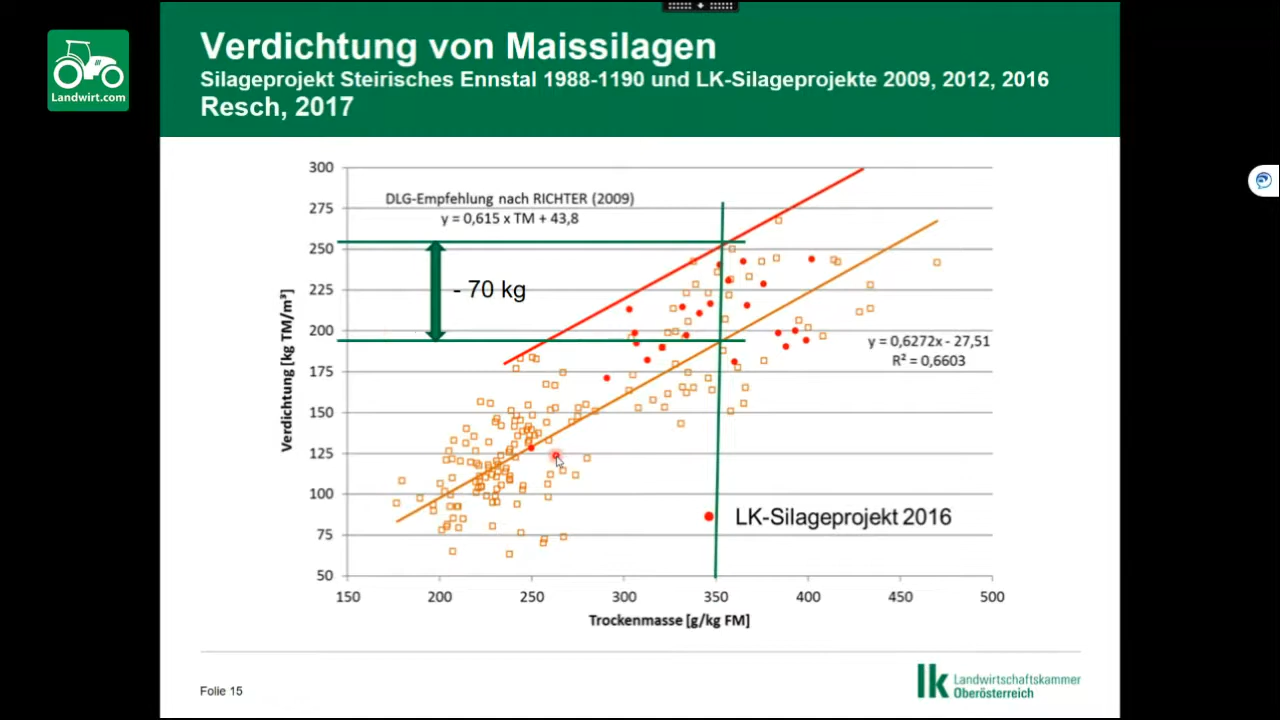 Landwirt.com
Verdichtung von Maissilagen
Silageprojekt Steirisches Ennstal 1988-1190 und LK-Silageprojekte 2009, 2012, 2016
Resch, 2017
300
275
250
225
200
175
150
125
100
75
50
Verdichtung [kg TM/m³]
DLG-Empfehlung nach RICHTER (2009)
y = 0,615 x TM + 43,8
- 70 kg
y = 0,6272x - 27,51
R² = 0,6603
LK-Silageprojekt 2016
150 200 250 300 350 400 450 500
Trockenmasse [g/kg FM]
Folie 15
lk Landwirtschaftskammer
Oberösterreich